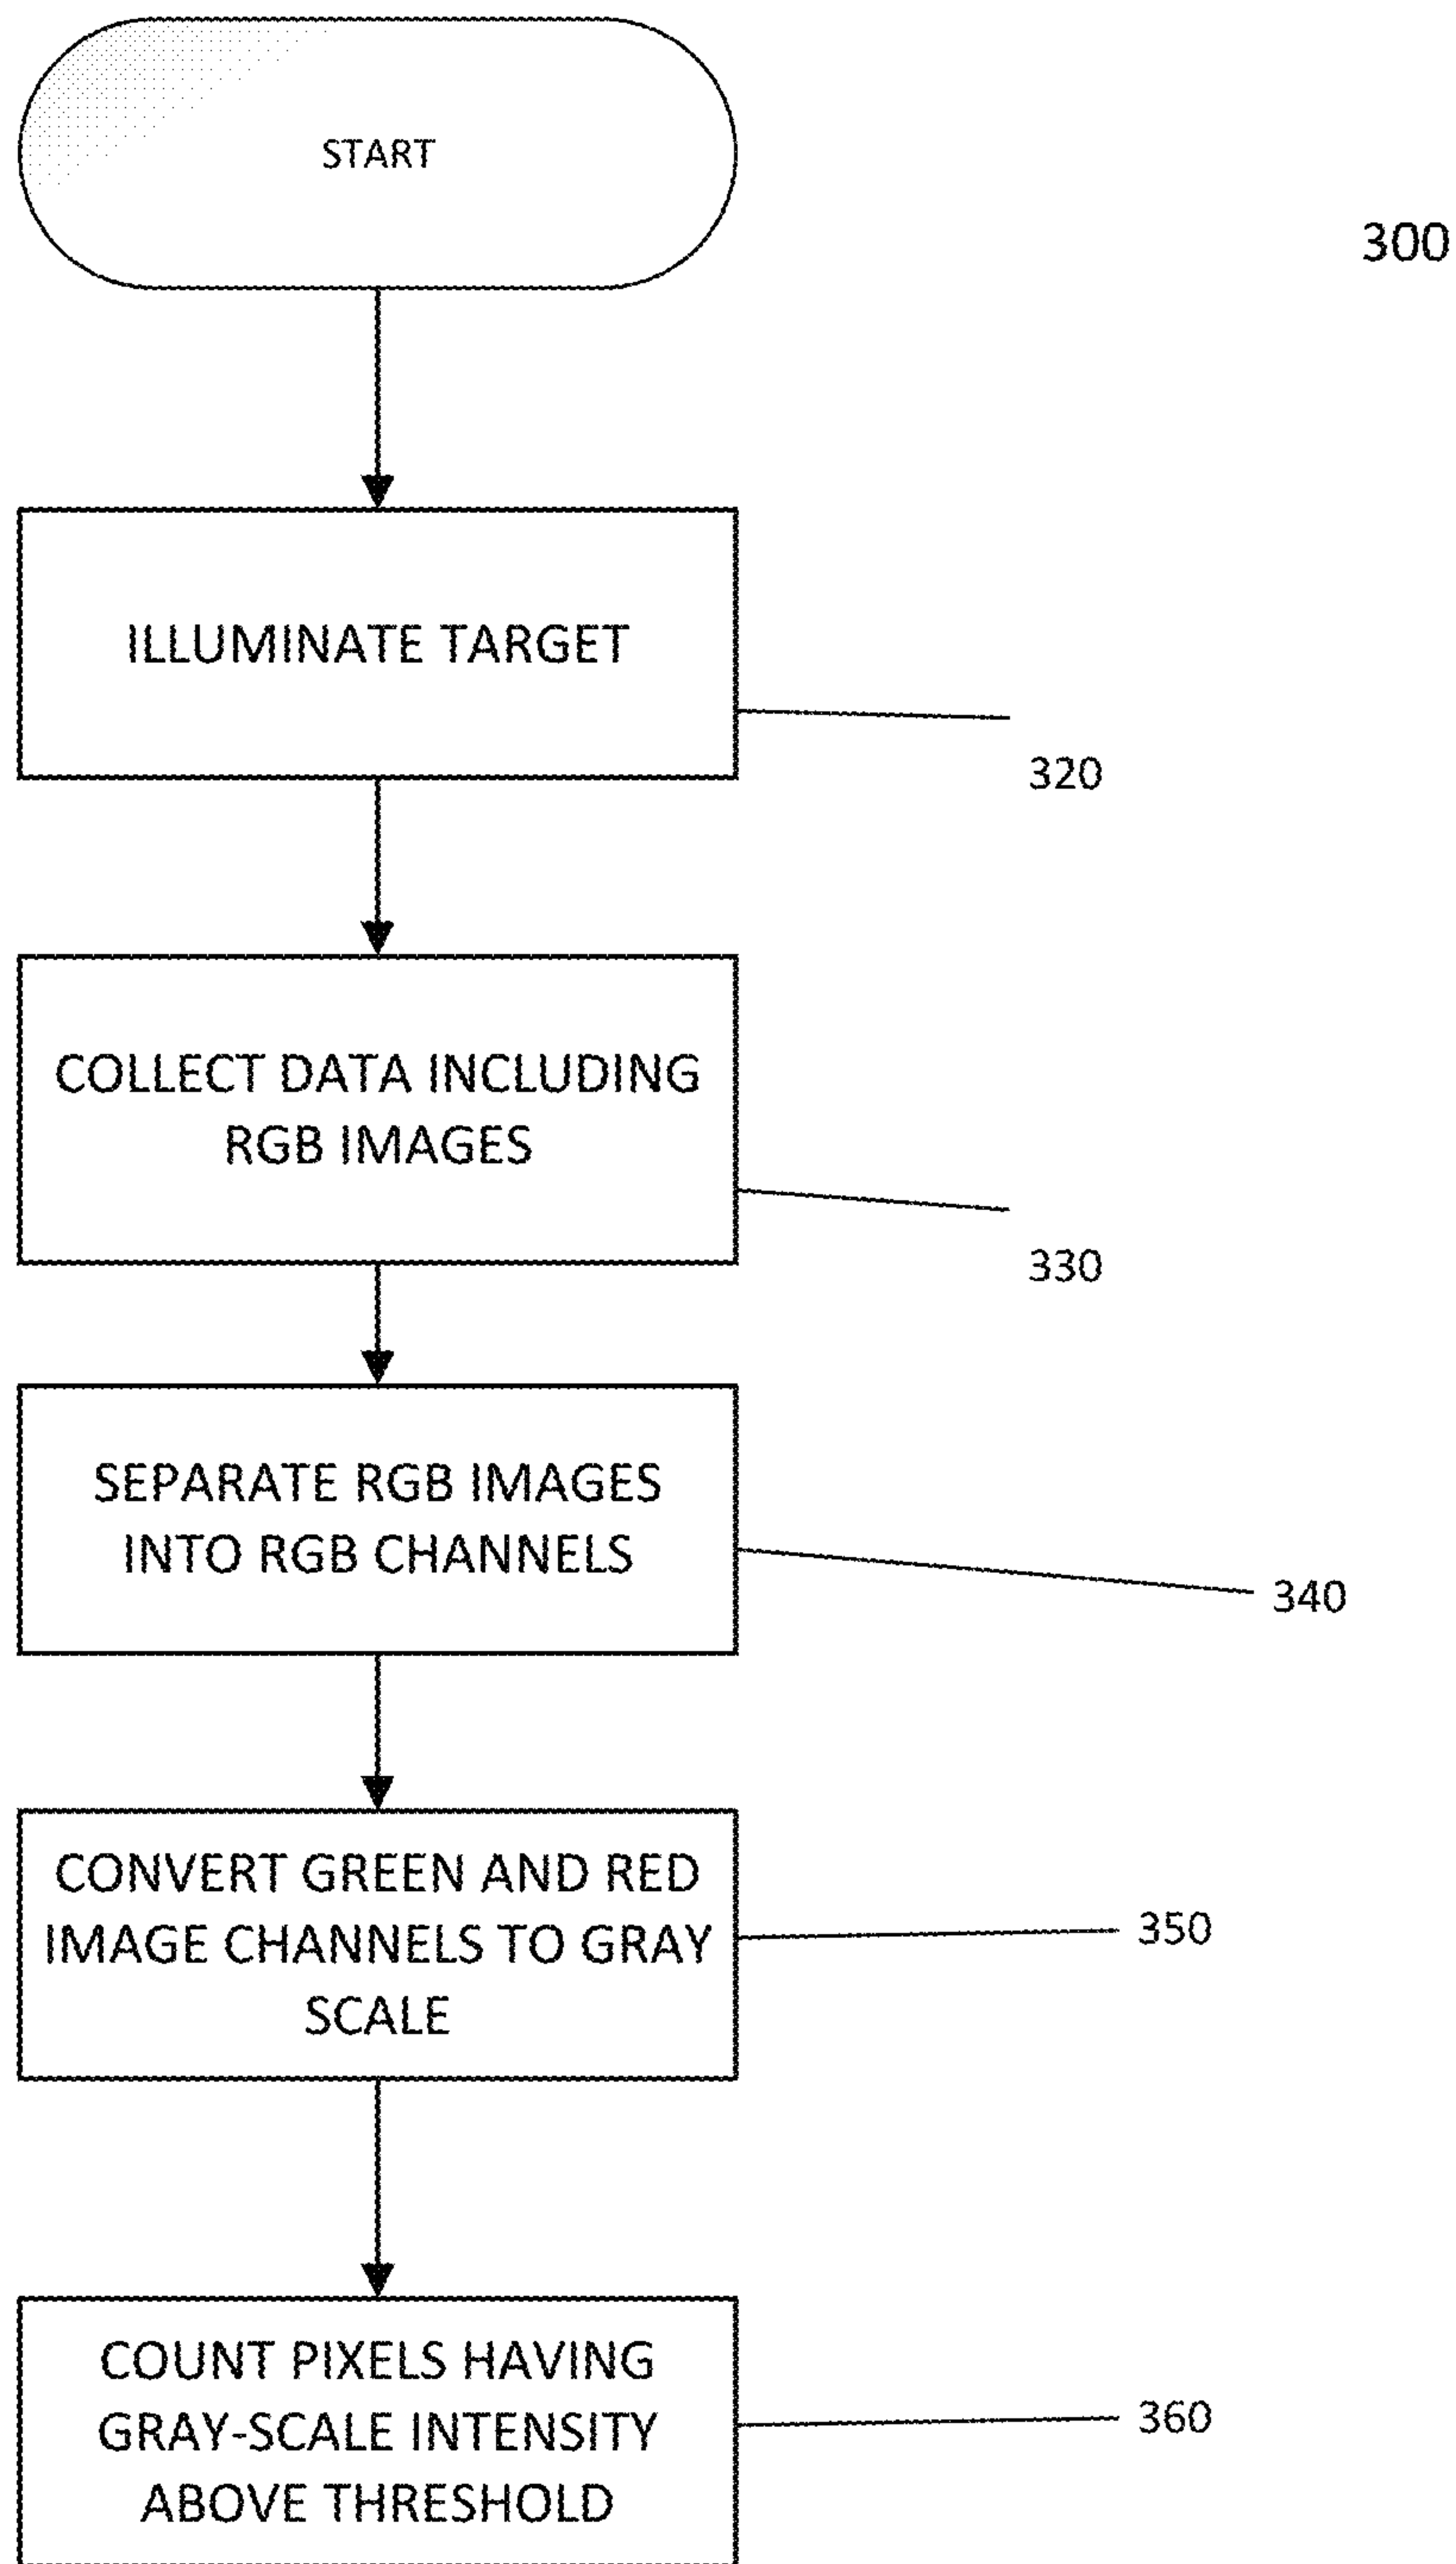 START
300
ILLUMINATE TARGET
320
COLLECT DATA INCLUDING
RGB IMAGES
330
SEPARATE RGB IMAGES
INTO RGB CHANNELS
340
CONVERT GREEN AND RED
IMAGE CHANNELS TO GRAY
SCALE
350
COUNT PIXELS HAVING
GRAY-SCALE INTENSITY
ABOVE THRESHOLD
360